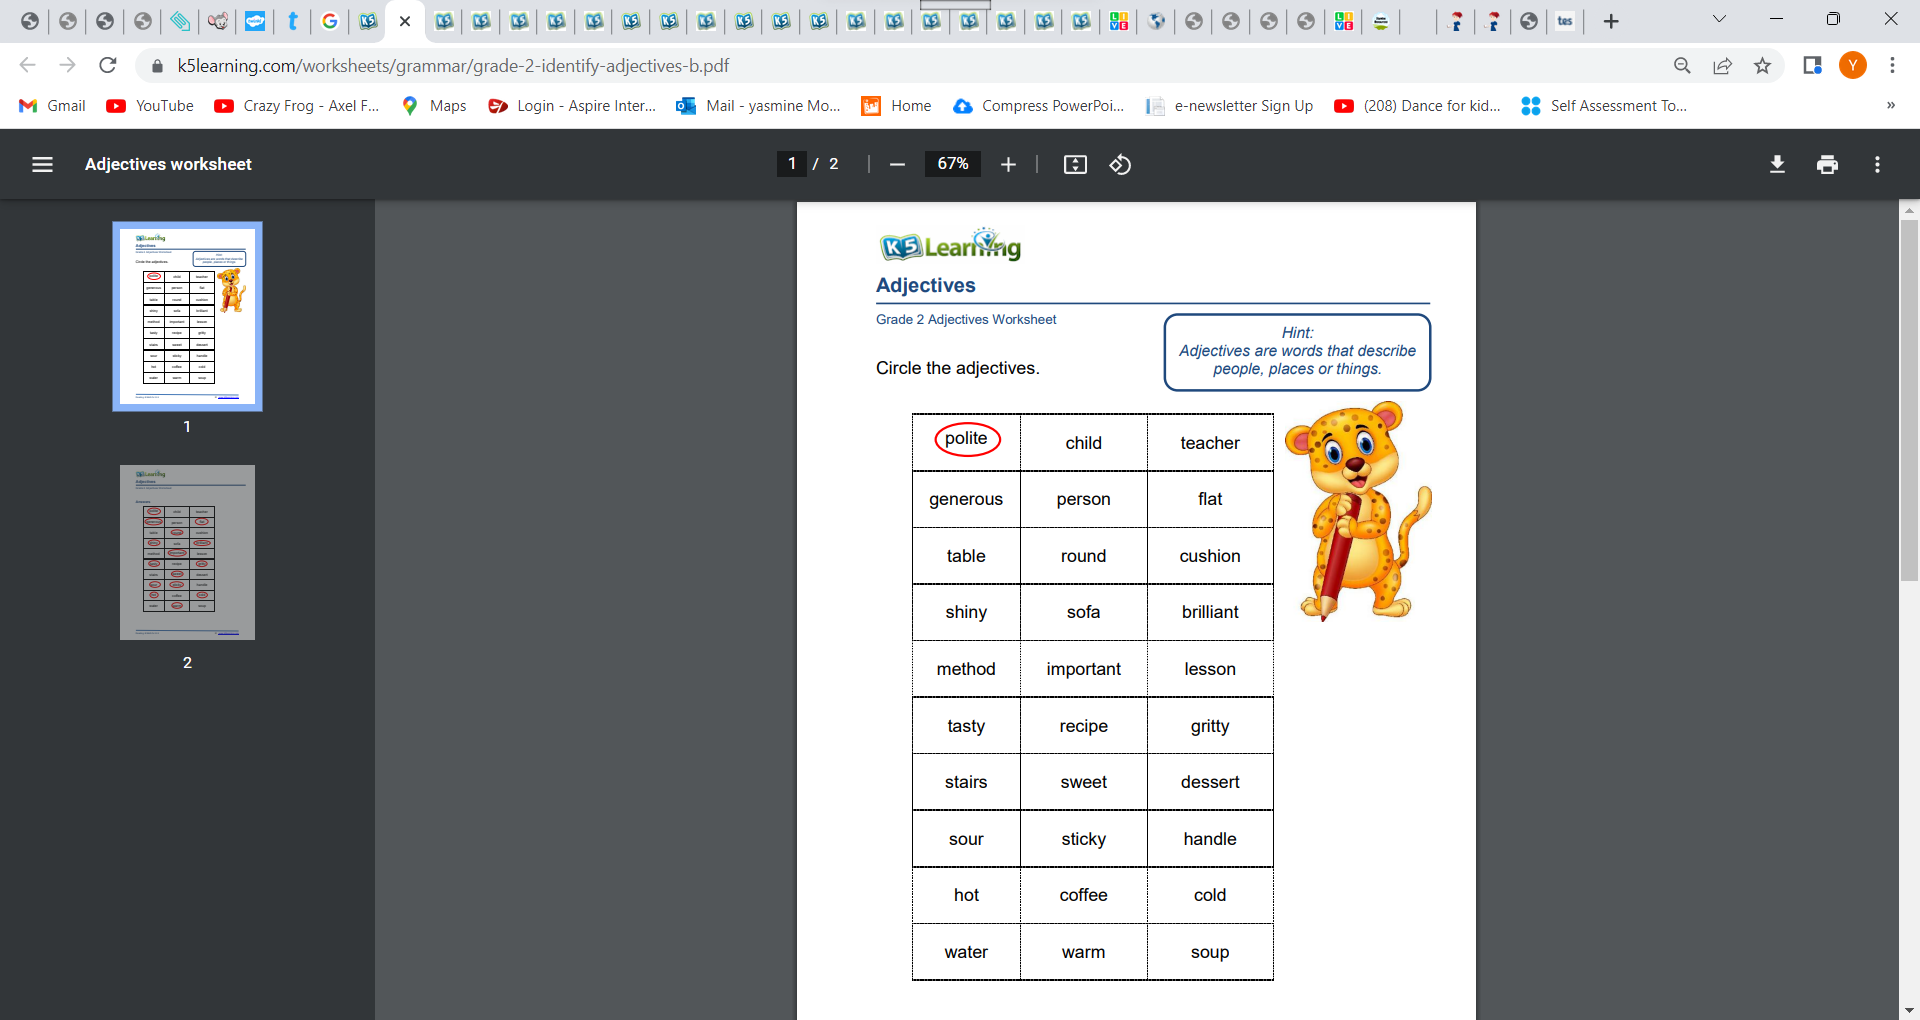 k5learning.com/worksheets/grammar/grade-2-identify-adjectives-b.pdf
Y
Gmail YouTube Crazy Frog - Axel F... Maps Login - Aspire Inter... Mail - yasmine Mo... Home Compress PowerPoi... e-newsletter Sign Up (208) Dance for kid... Self Assessment To... »
Adjectives worksheet 1 / 2 67%
1
2
K5 Learning
Adjectives
Grade 2 Adjectives Worksheet
Hint:
Adjectives are words that describe
people, places or things.
Circle the adjectives.
polite child teacher
generous person flat
table round cushion
shiny sofa brilliant
method important lesson
tasty recipe gritty
stairs sweet dessert
sour sticky handle
hot coffee cold
water warm soup